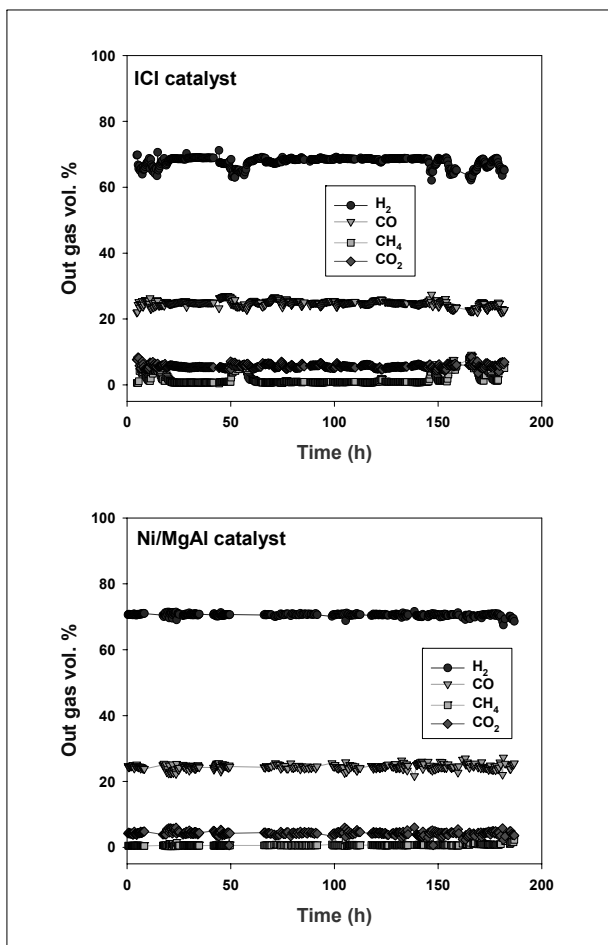 ICI catalyst
100
80
60
40
20
0
Out gas vol. %
H2
CO
CH4
CO2
0 50 100 150 200
Time (h)
Ni/MgAl catalyst
100
80
60
40
20
0
Out gas vol. %
H2
CO
CH4
CO2
0 50 100 150 200
Time (h)